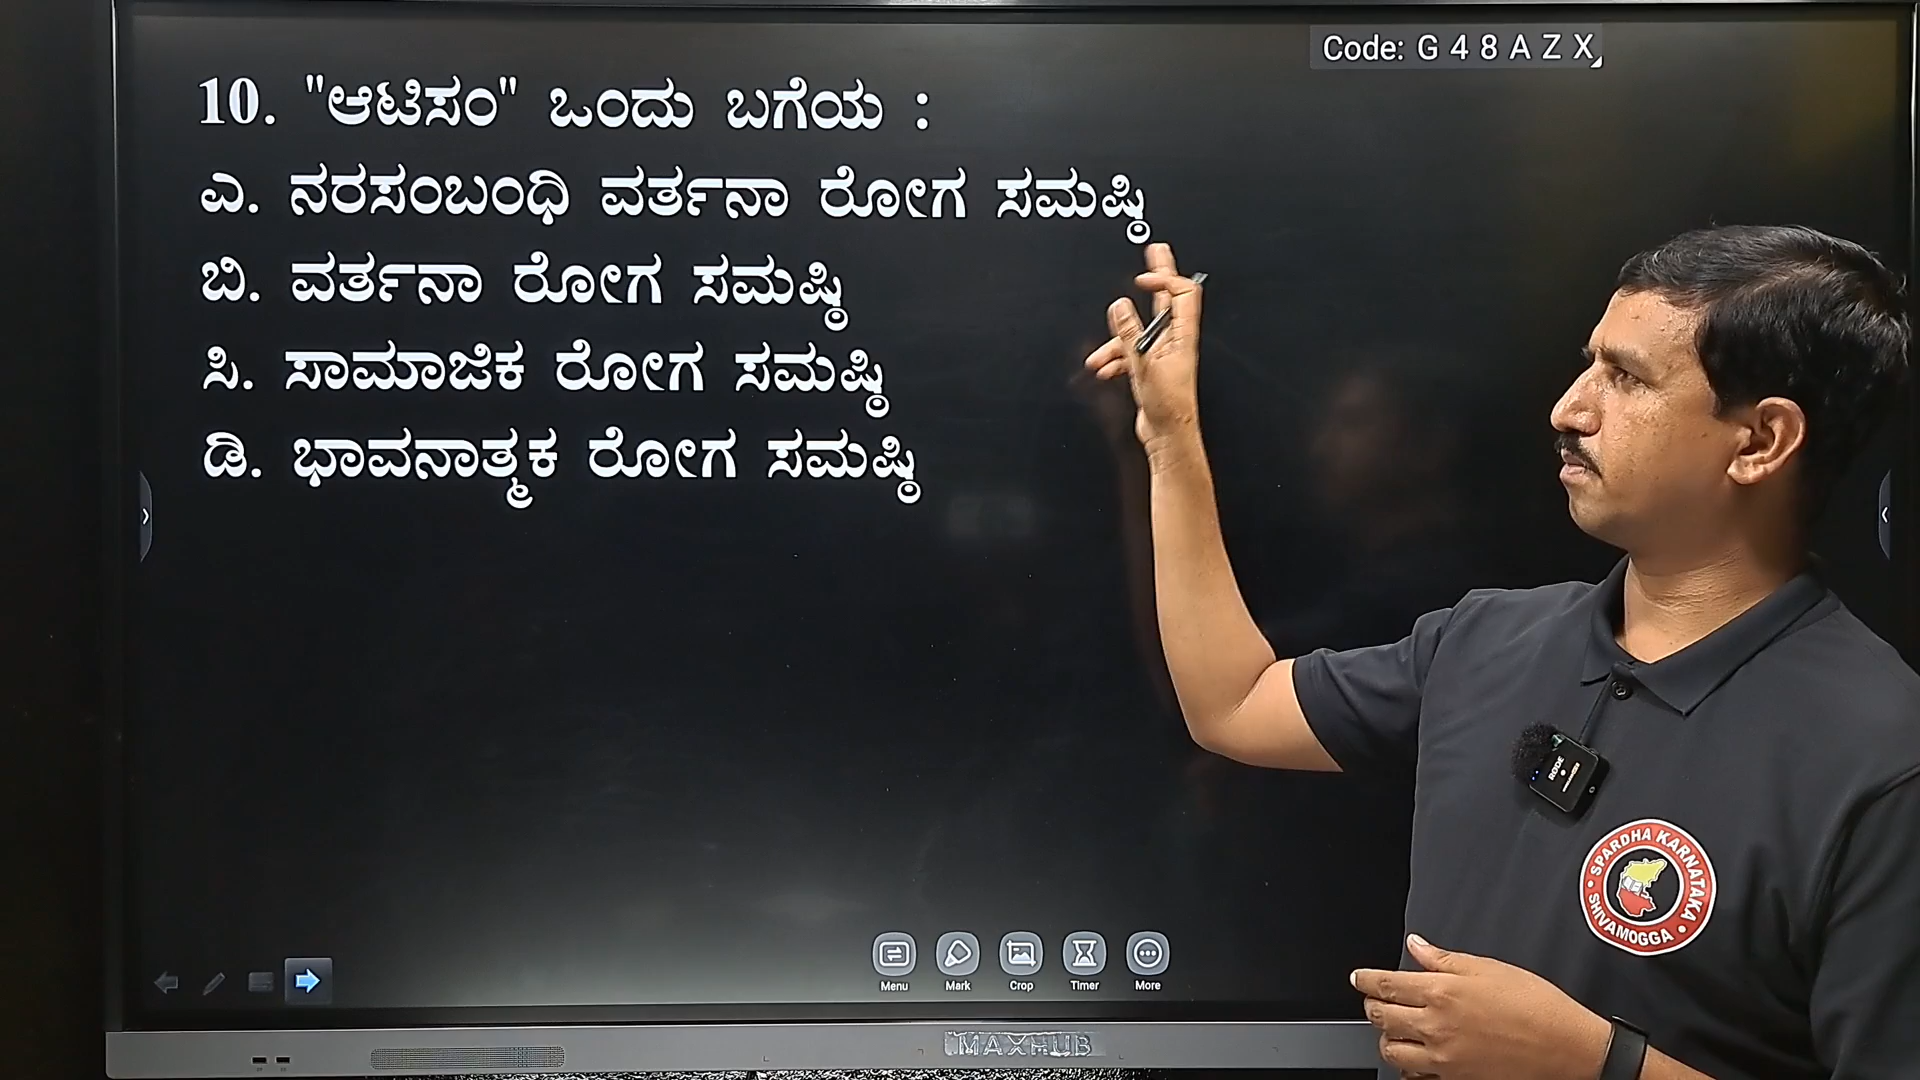 Code: G 4 8 A Z X
10. "ಆಟಿಸಂ" ಒಂದು ಬಗೆಯ :
ಎ. ನರಸಂಬಂಧಿ ವರ್ತನಾ ರೋಗ ಸಮಷ್ಠಿ
ಬಿ. ವರ್ತನಾ ರೋಗ ಸಮಷ್ಠಿ
ಸಿ. ಸಾಮಾಜಿಕ ರೋಗ ಸಮಷ್ಠಿ
ಡಿ. ಭಾವನಾತ್ಮಕ ರೋಗ ಸಮಷ್ಠಿ
RODE
SPARDHA KARNATAKA
SHIVAMOGGA
Menu Mark Crop Timer More
MAXHUB